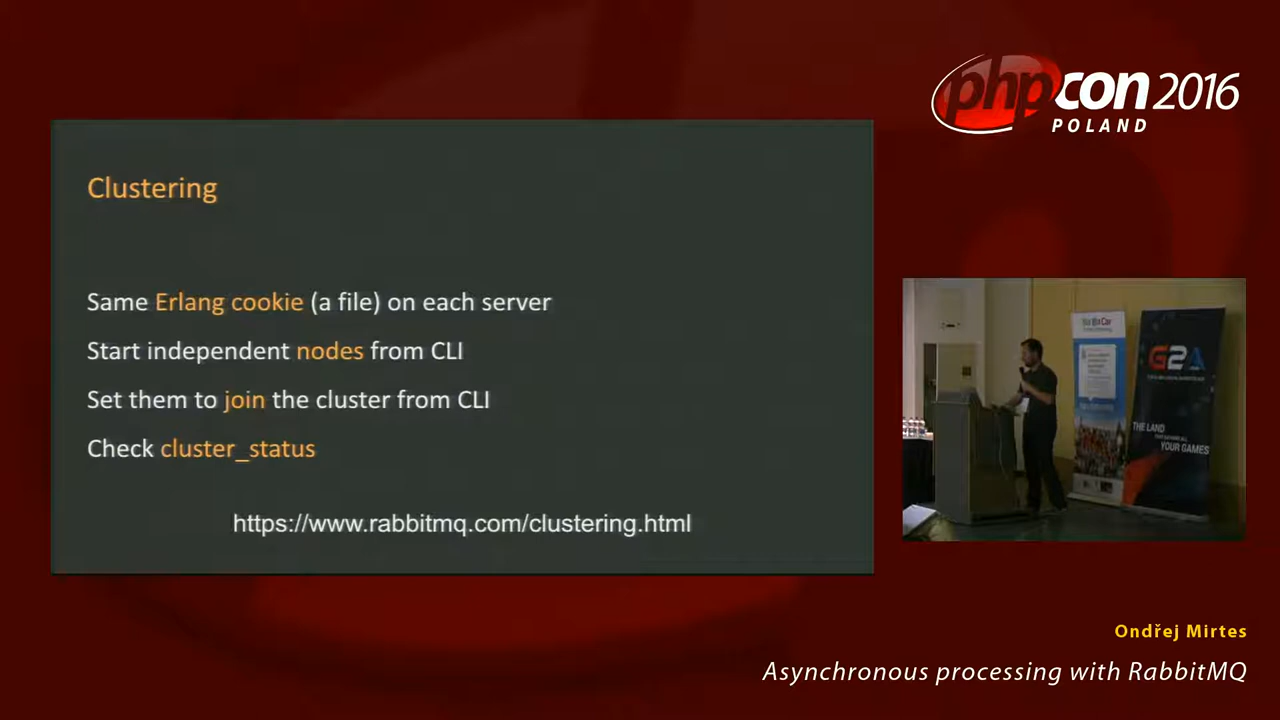 phpcon 2016
POLAND
Clustering
Same Erlang cookie (a file) on each server
Start independent nodes from CLI
Set them to join the cluster from CLI
Check cluster_status
https://www.rabbitmq.com/clustering.html
G2A
THE LAND
YOUR GAMES
Ondřej Mirtes
Asynchronous processing with RabbitMQ